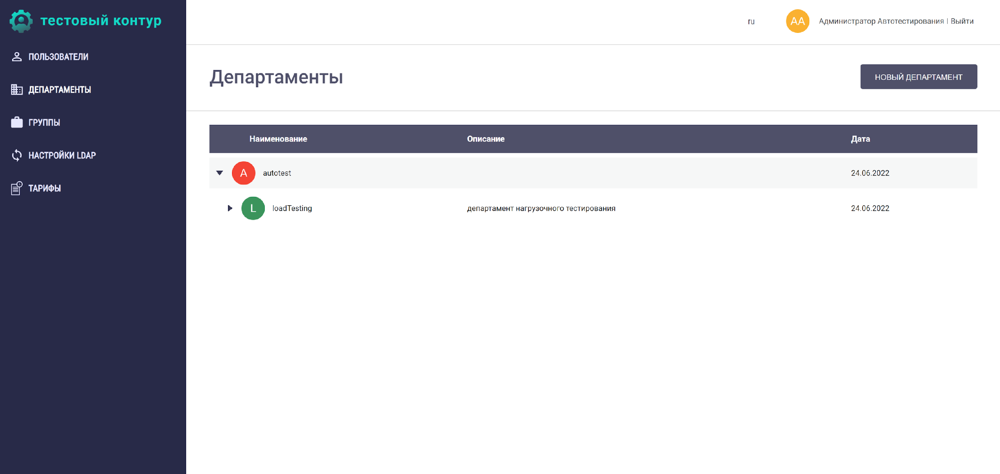 тестовый контур
ru
АА
Администратор Автотестирования | Выйти
ПОЛЬЗОВАТЕЛИ
ДЕПАРТАМЕНТЫ
ГРУППЫ
НАСТРОЙКИ LDAP
ТАРИФЫ
Департаменты
НОВЫЙ ДЕПАРТАМЕНТ
Наименование Описание Дата
A autotest 24.06.2022
L loadTesting департамент нагрузочного тестирования 24.06.2022